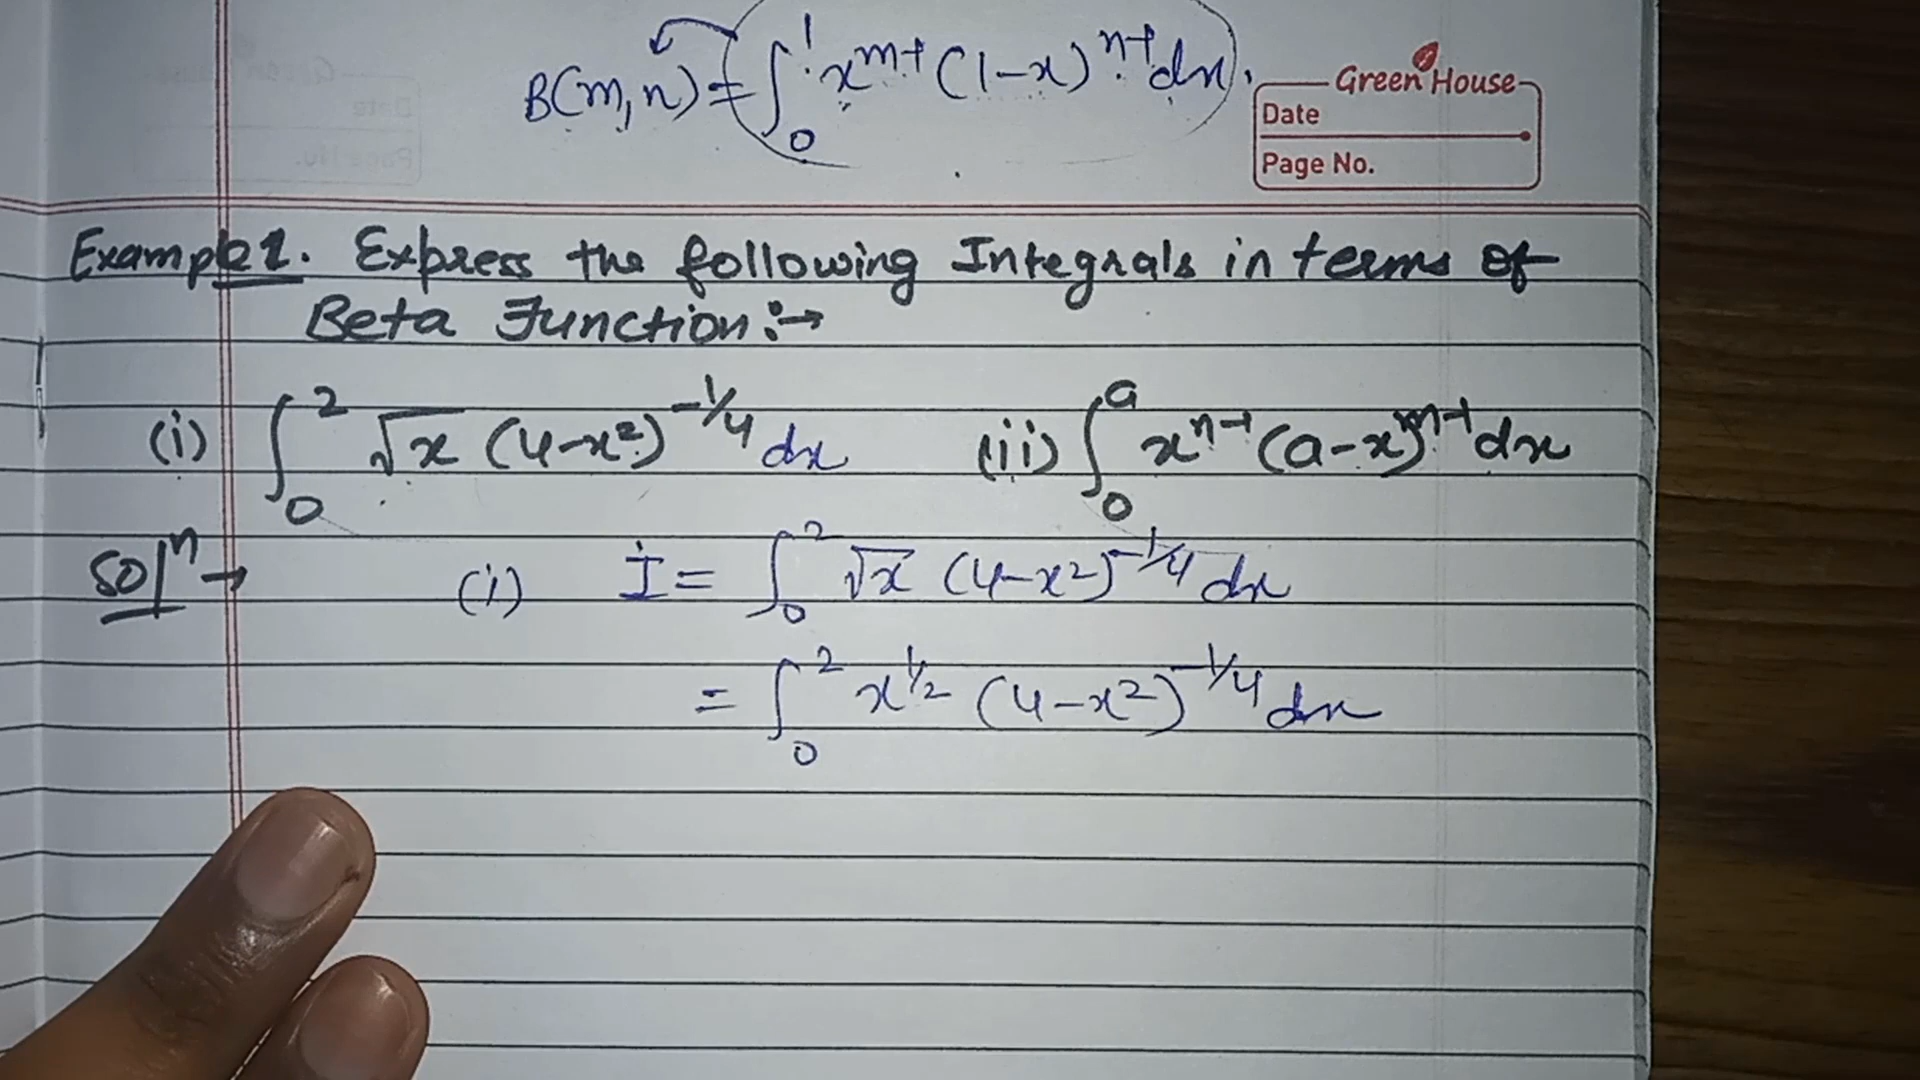 B(m,n) = ∫₀¹ x^(m-1) (1-x)^(n-1) dx.
Green House
Date
Page No.
Example 1. Express the following Integrals in terms of
Beta Function:→
(i) ∫₀² √x (4-x²)^(-1/4) dx (ii) ∫₀ᵃ x^(n-1) (a-x)^(m-1) dx
Solⁿ→ (i) I = ∫₀² √x (4-x²)^(-1/4) dx
= ∫₀² x^(1/2) (4-x²)^(-1/4) dx